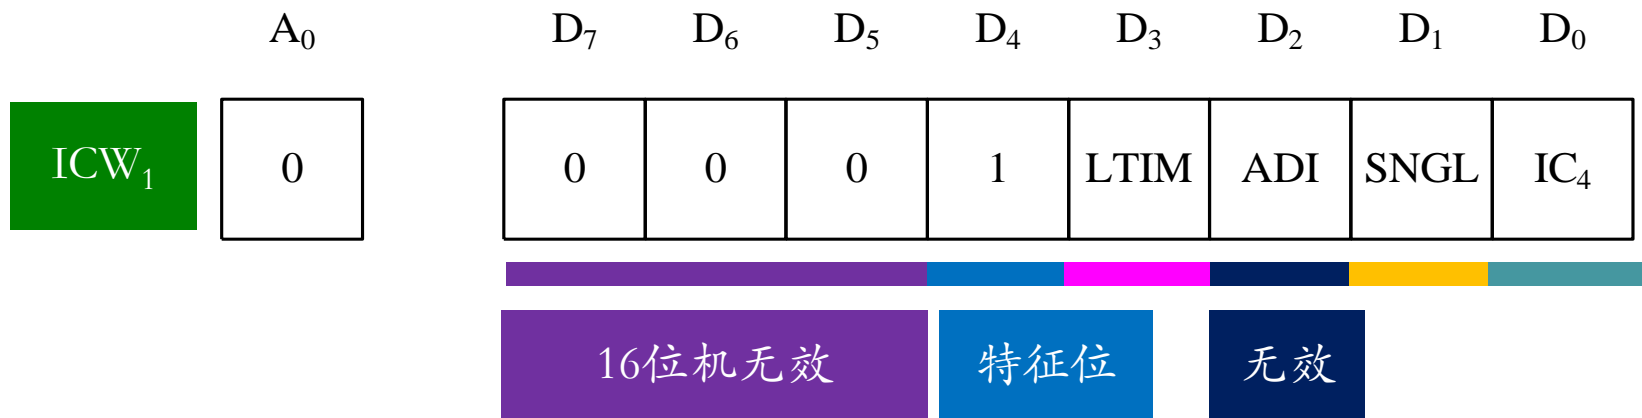 A₀ D₇ D₆ D₅ D₄ D₃ D₂ D₁ D₀
ICW₁ 0 0 0 0 1 LTIM ADI SNGL IC₄
16位机无效 特征位 无效